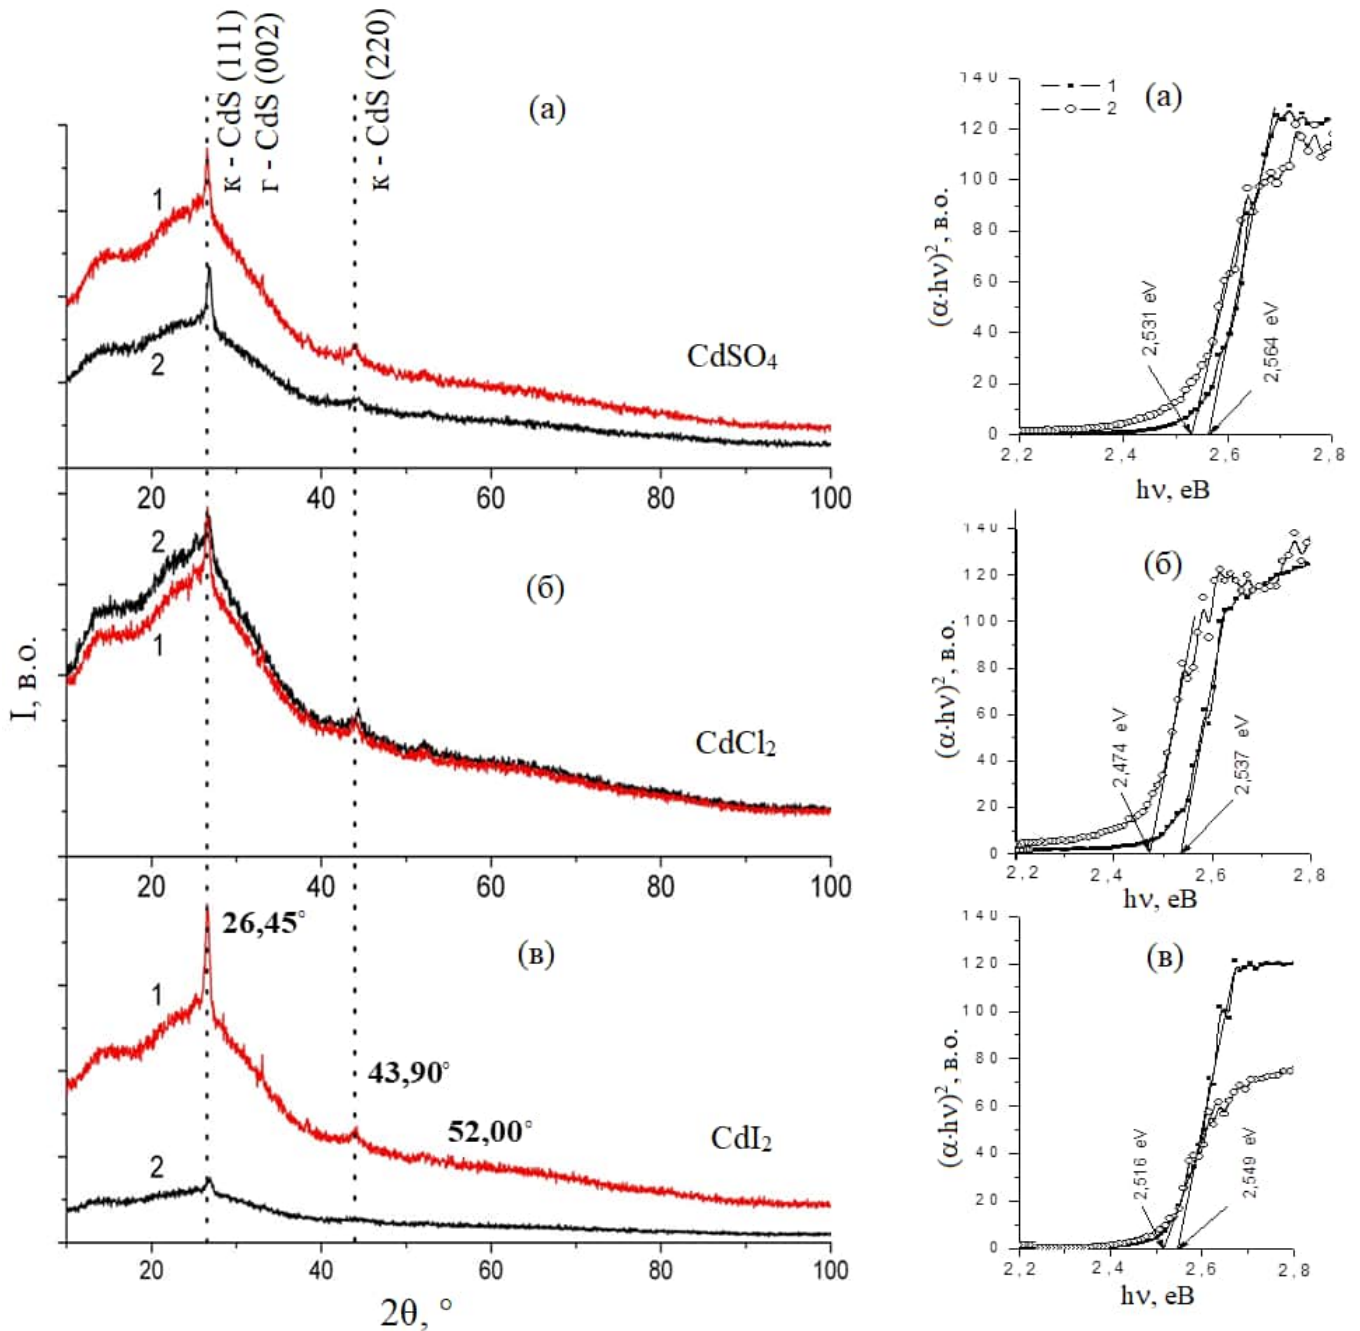 к - CdS (111)
г - CdS (002)
к - CdS (220)
(а)
1
2
CdSO4
20 40 60 80 100
2
1
(б)
I, в.о.
CdCl2
20 40 60 80 100
26,45°
(в)
1
43,90°
52,00°
CdI2
2
20 40 60 80 100
2θ, °
140
120
100
80
60
40
20
0
1
2
(а)
(α·hν)², в.о.
2,531 eV
2,564 eV
2,2 2,4 2,6 2,8
hν, еВ
140
120
100
80
60
40
20
0
(б)
(α·hν)², в.о.
2,474 eV
2,537 eV
2,2 2,4 2,6 2,8
hν, еВ
140
120
100
80
60
40
20
0
(в)
(α·hν)², в.о.
2,516 eV
2,549 eV
2,2 2,4 2,6 2,8
hν, еВ